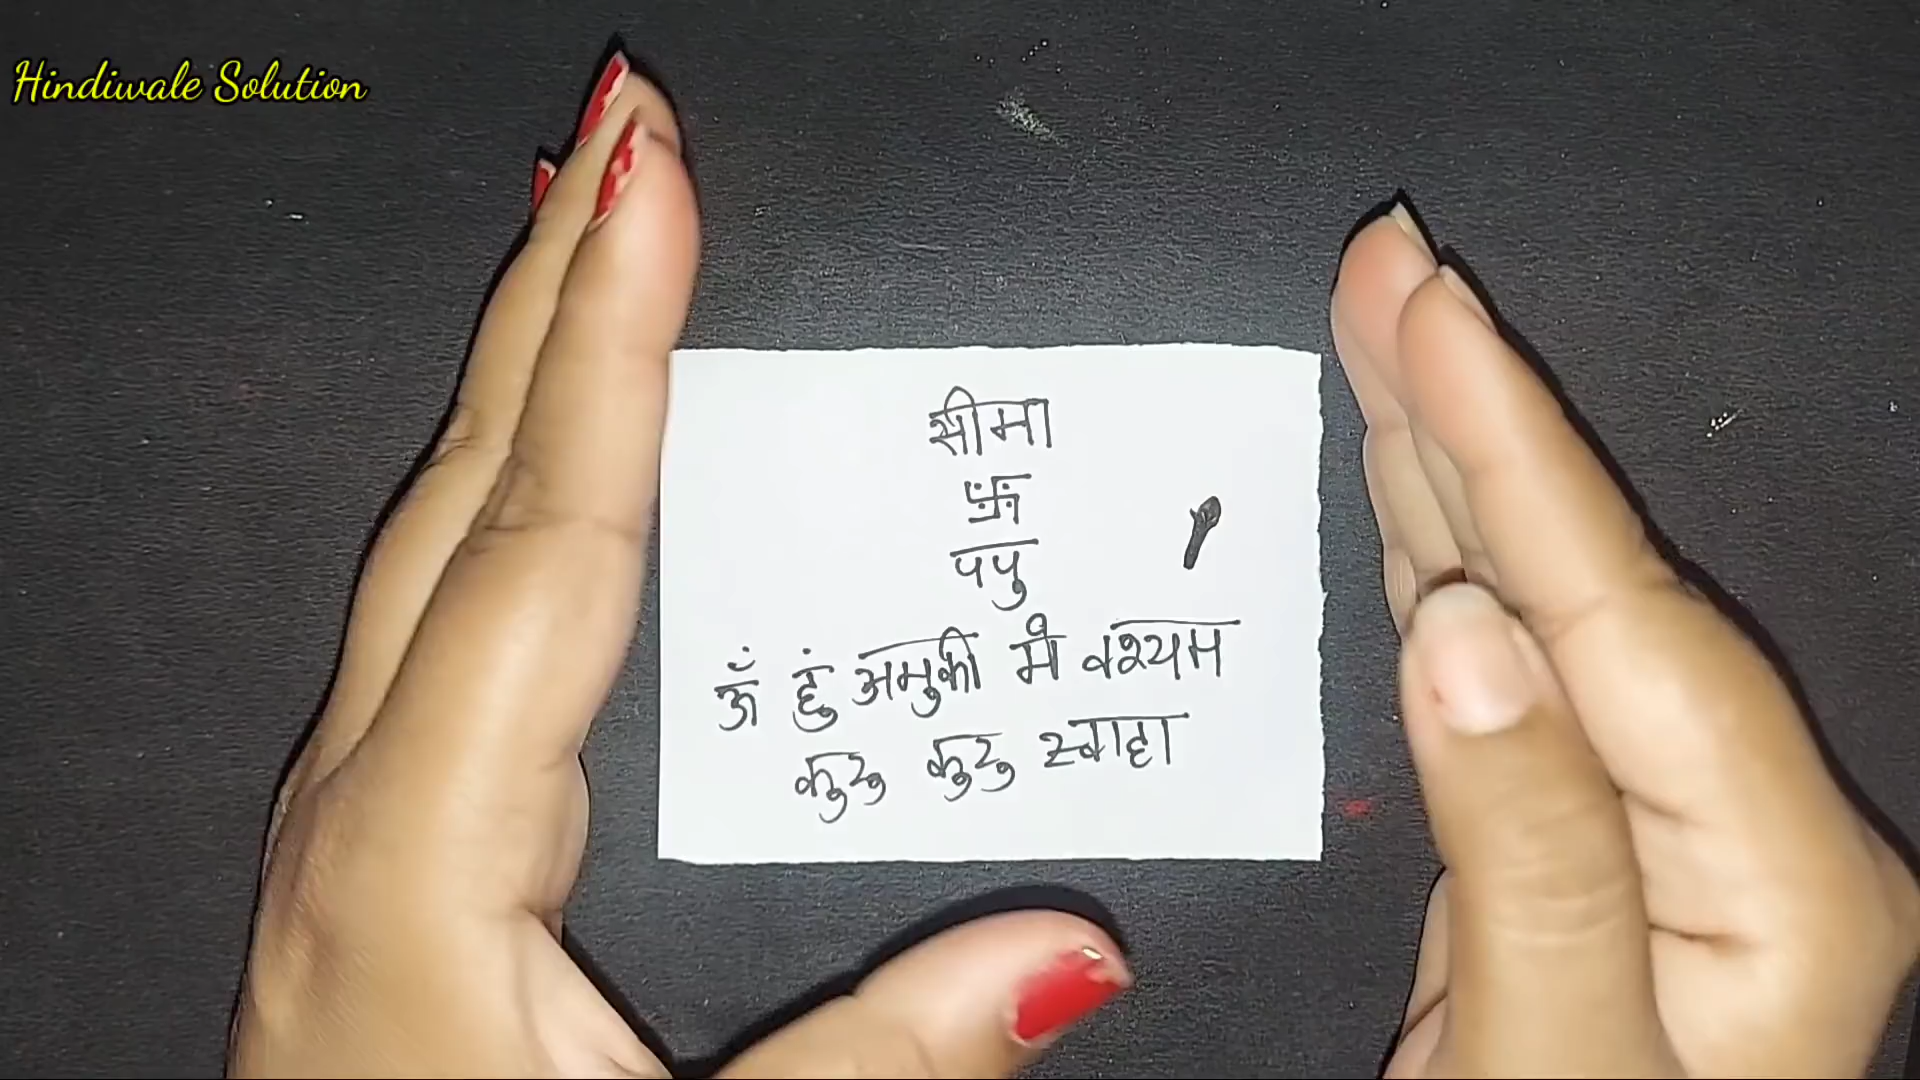 Hindiwale Solution
सीमा
卐
पपु
ॐ हुं अमुकी मे वश्यम
कुरु कुरु स्वाहा